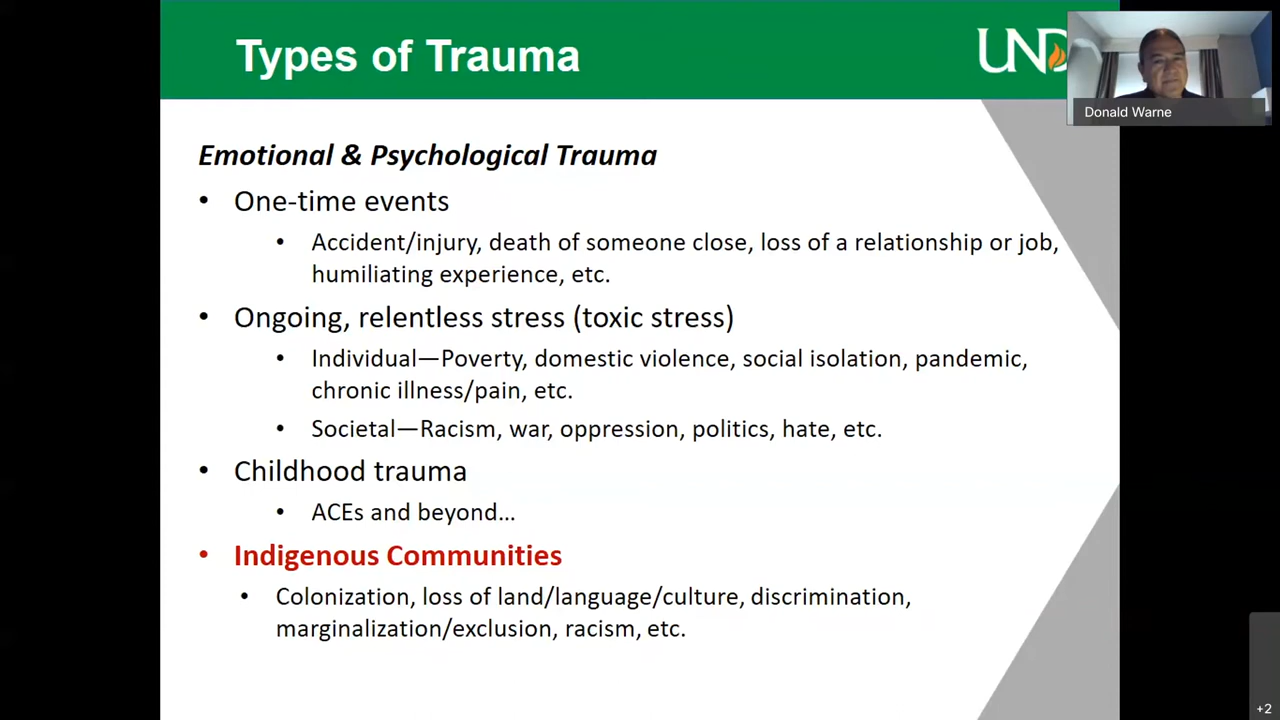 Types of Trauma
UND
Donald Warne
Emotional & Psychological Trauma
• One-time events
• Accident/injury, death of someone close, loss of a relationship or job,
humiliating experience, etc.
• Ongoing, relentless stress (toxic stress)
• Individual—Poverty, domestic violence, social isolation, pandemic,
chronic illness/pain, etc.
• Societal—Racism, war, oppression, politics, hate, etc.
• Childhood trauma
• ACEs and beyond…
• Indigenous Communities
• Colonization, loss of land/language/culture, discrimination,
marginalization/exclusion, racism, etc.
+2